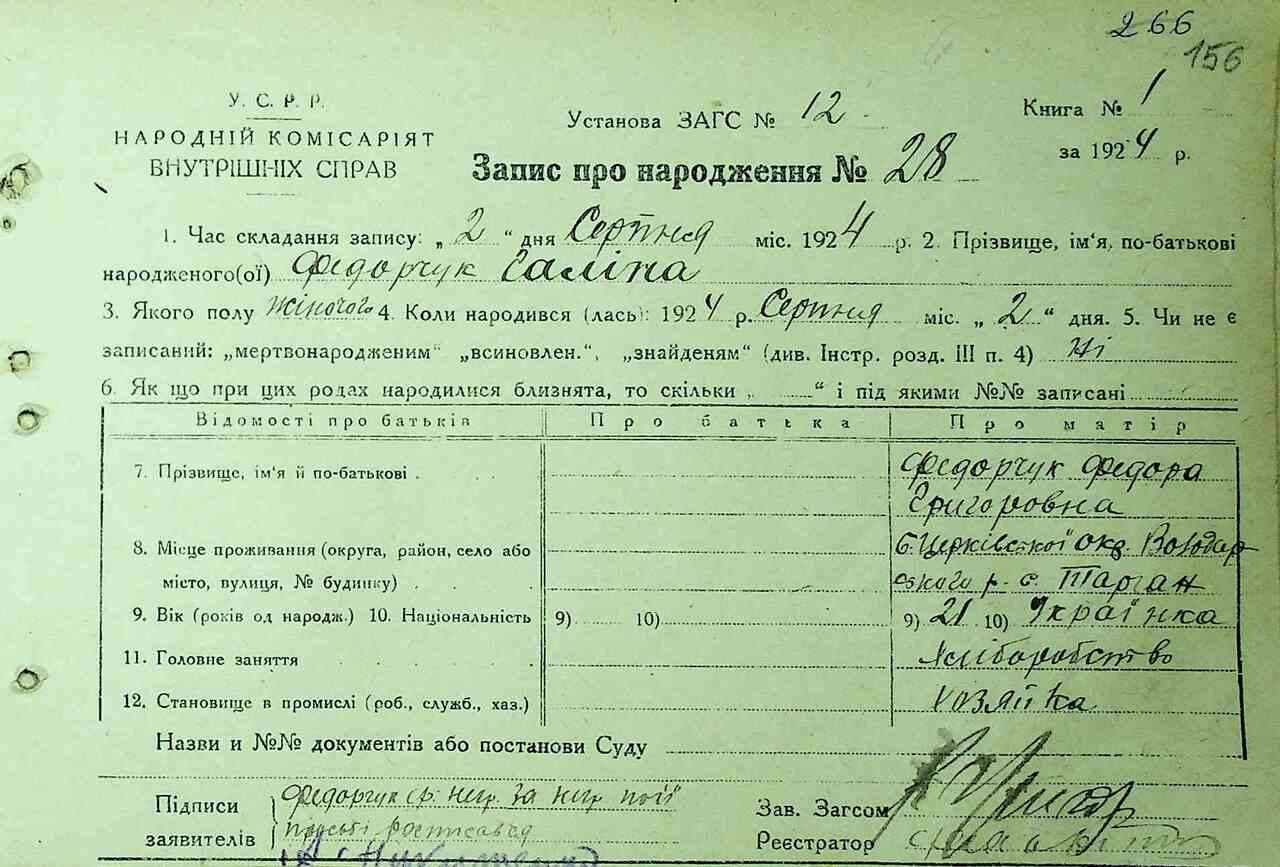 266
156
У. С. Р. Р.
НАРОДНІЙ КОМІСАРІЯТ
ВНУТРІШНІХ СПРАВ
Установа ЗАГС № 12
Книга № 1
за 1924 р.
Запис про народження № 28
1. Час складання запису: „ 2 “ дня Серпня міс. 1924 р. 2. Прізвище, ім‘я, по-батькові
народженого(ої) Федорчук Галіна
3. Якого полу жіночого 4. Коли народився (лась): 1924 р. Серпня міс. „ 2 “ дня. 5. Чи не є
записаний: „мертвонародженим“ „всиновлен.“, „знайденям“ (див. Інстр. розд. III п. 4) Ні
6. Як що при цих родах народилися близнята, то скільки „ “ і під якими №№ записані
Відомості про батьків Про батька Про матір
7. Прізвище, ім‘я й по-батькові Федорчук Федора
Григоровна
8. Місце проживання (округа, район, село або Б. Церківської окр. Володар
місто, вулиця, № будинку) ського р. с. Тарган
9. Вік (років од народж.) 10. Національність 9) 10) 9) 21 10) Українка
11. Головне заняття Хліборобство
12. Становище в промислі (роб., служб., хаз.) Хозяйка
Назви и №№ документів або постанови Суду
Підписи Федорчук за
заявителів росписався
Зав. Загсом
Реєстратор